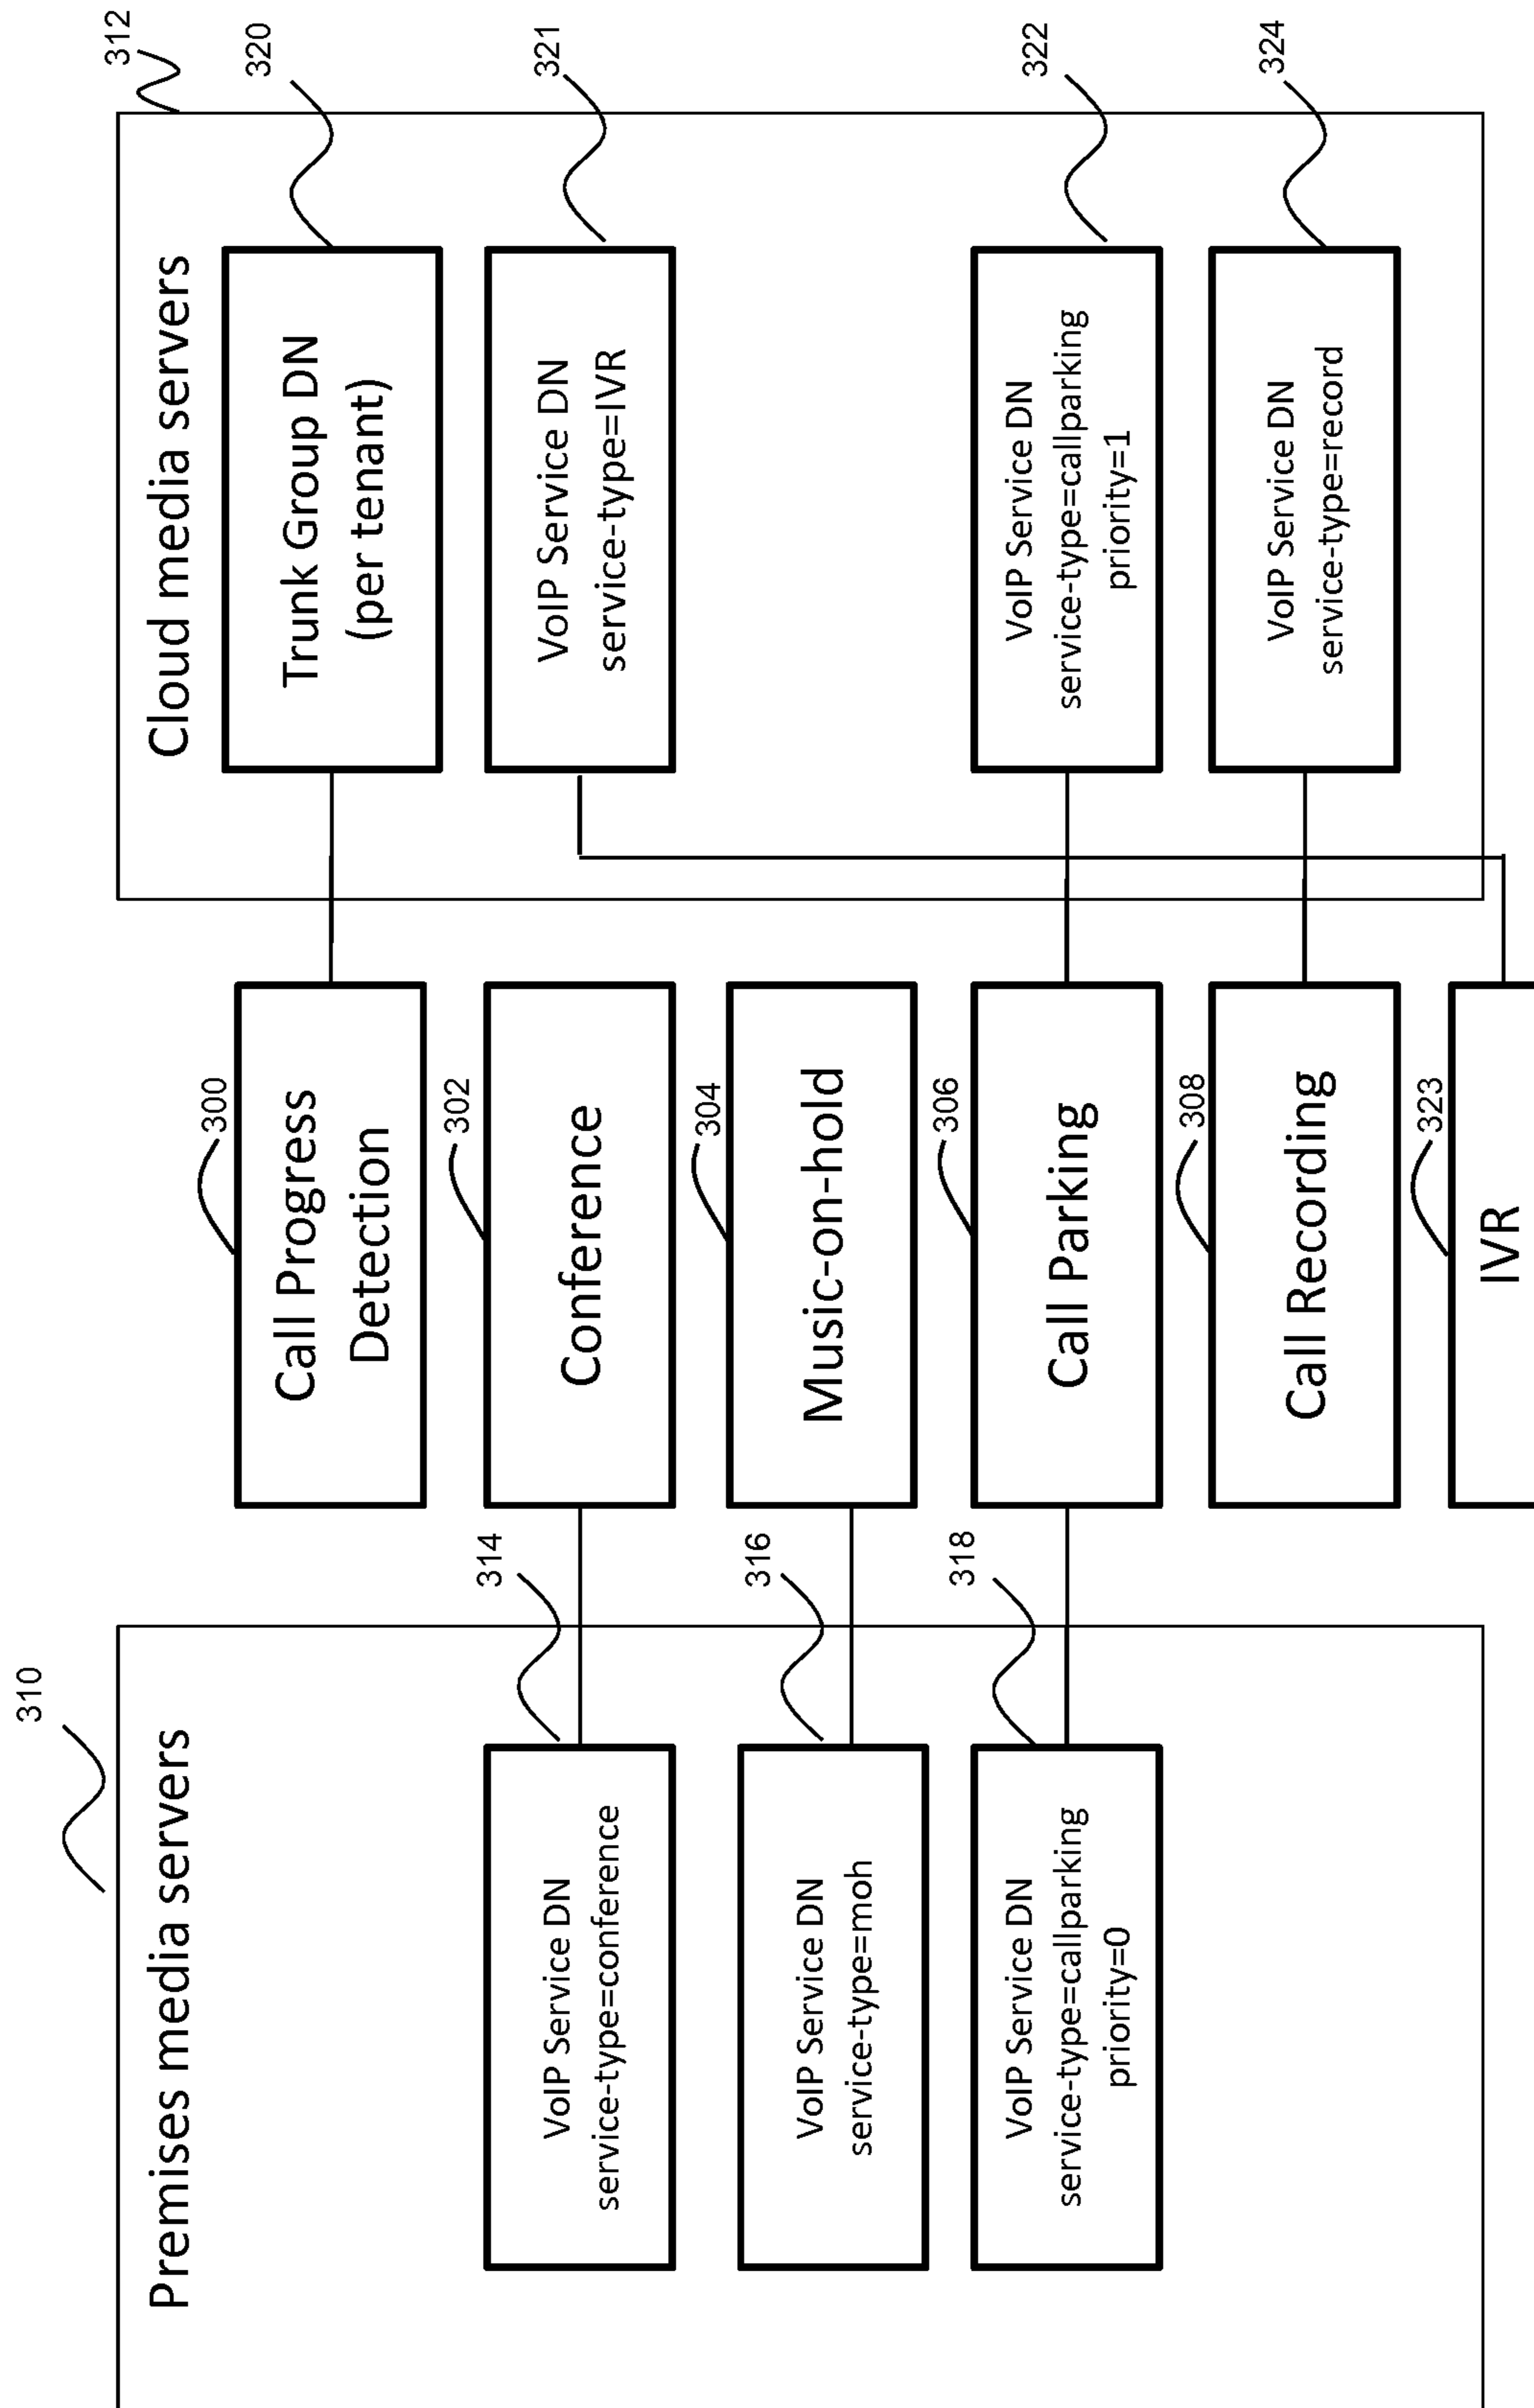 310
Premises media servers
314
VoIP Service DN
service-type=conference
316
VoIP Service DN
service-type=moh
318
VoIP Service DN
service-type=callparking
priority=0
300
Call Progress
Detection
302
Conference
304
Music-on-hold
306
Call Parking
308
Call Recording
323
IVR
312
Cloud media servers
320
Trunk Group DN
(per tenant)
321
VoIP Service DN
service-type=IVR
322
VoIP Service DN
service-type=callparking
priority=1
324
VoIP Service DN
service-type=record